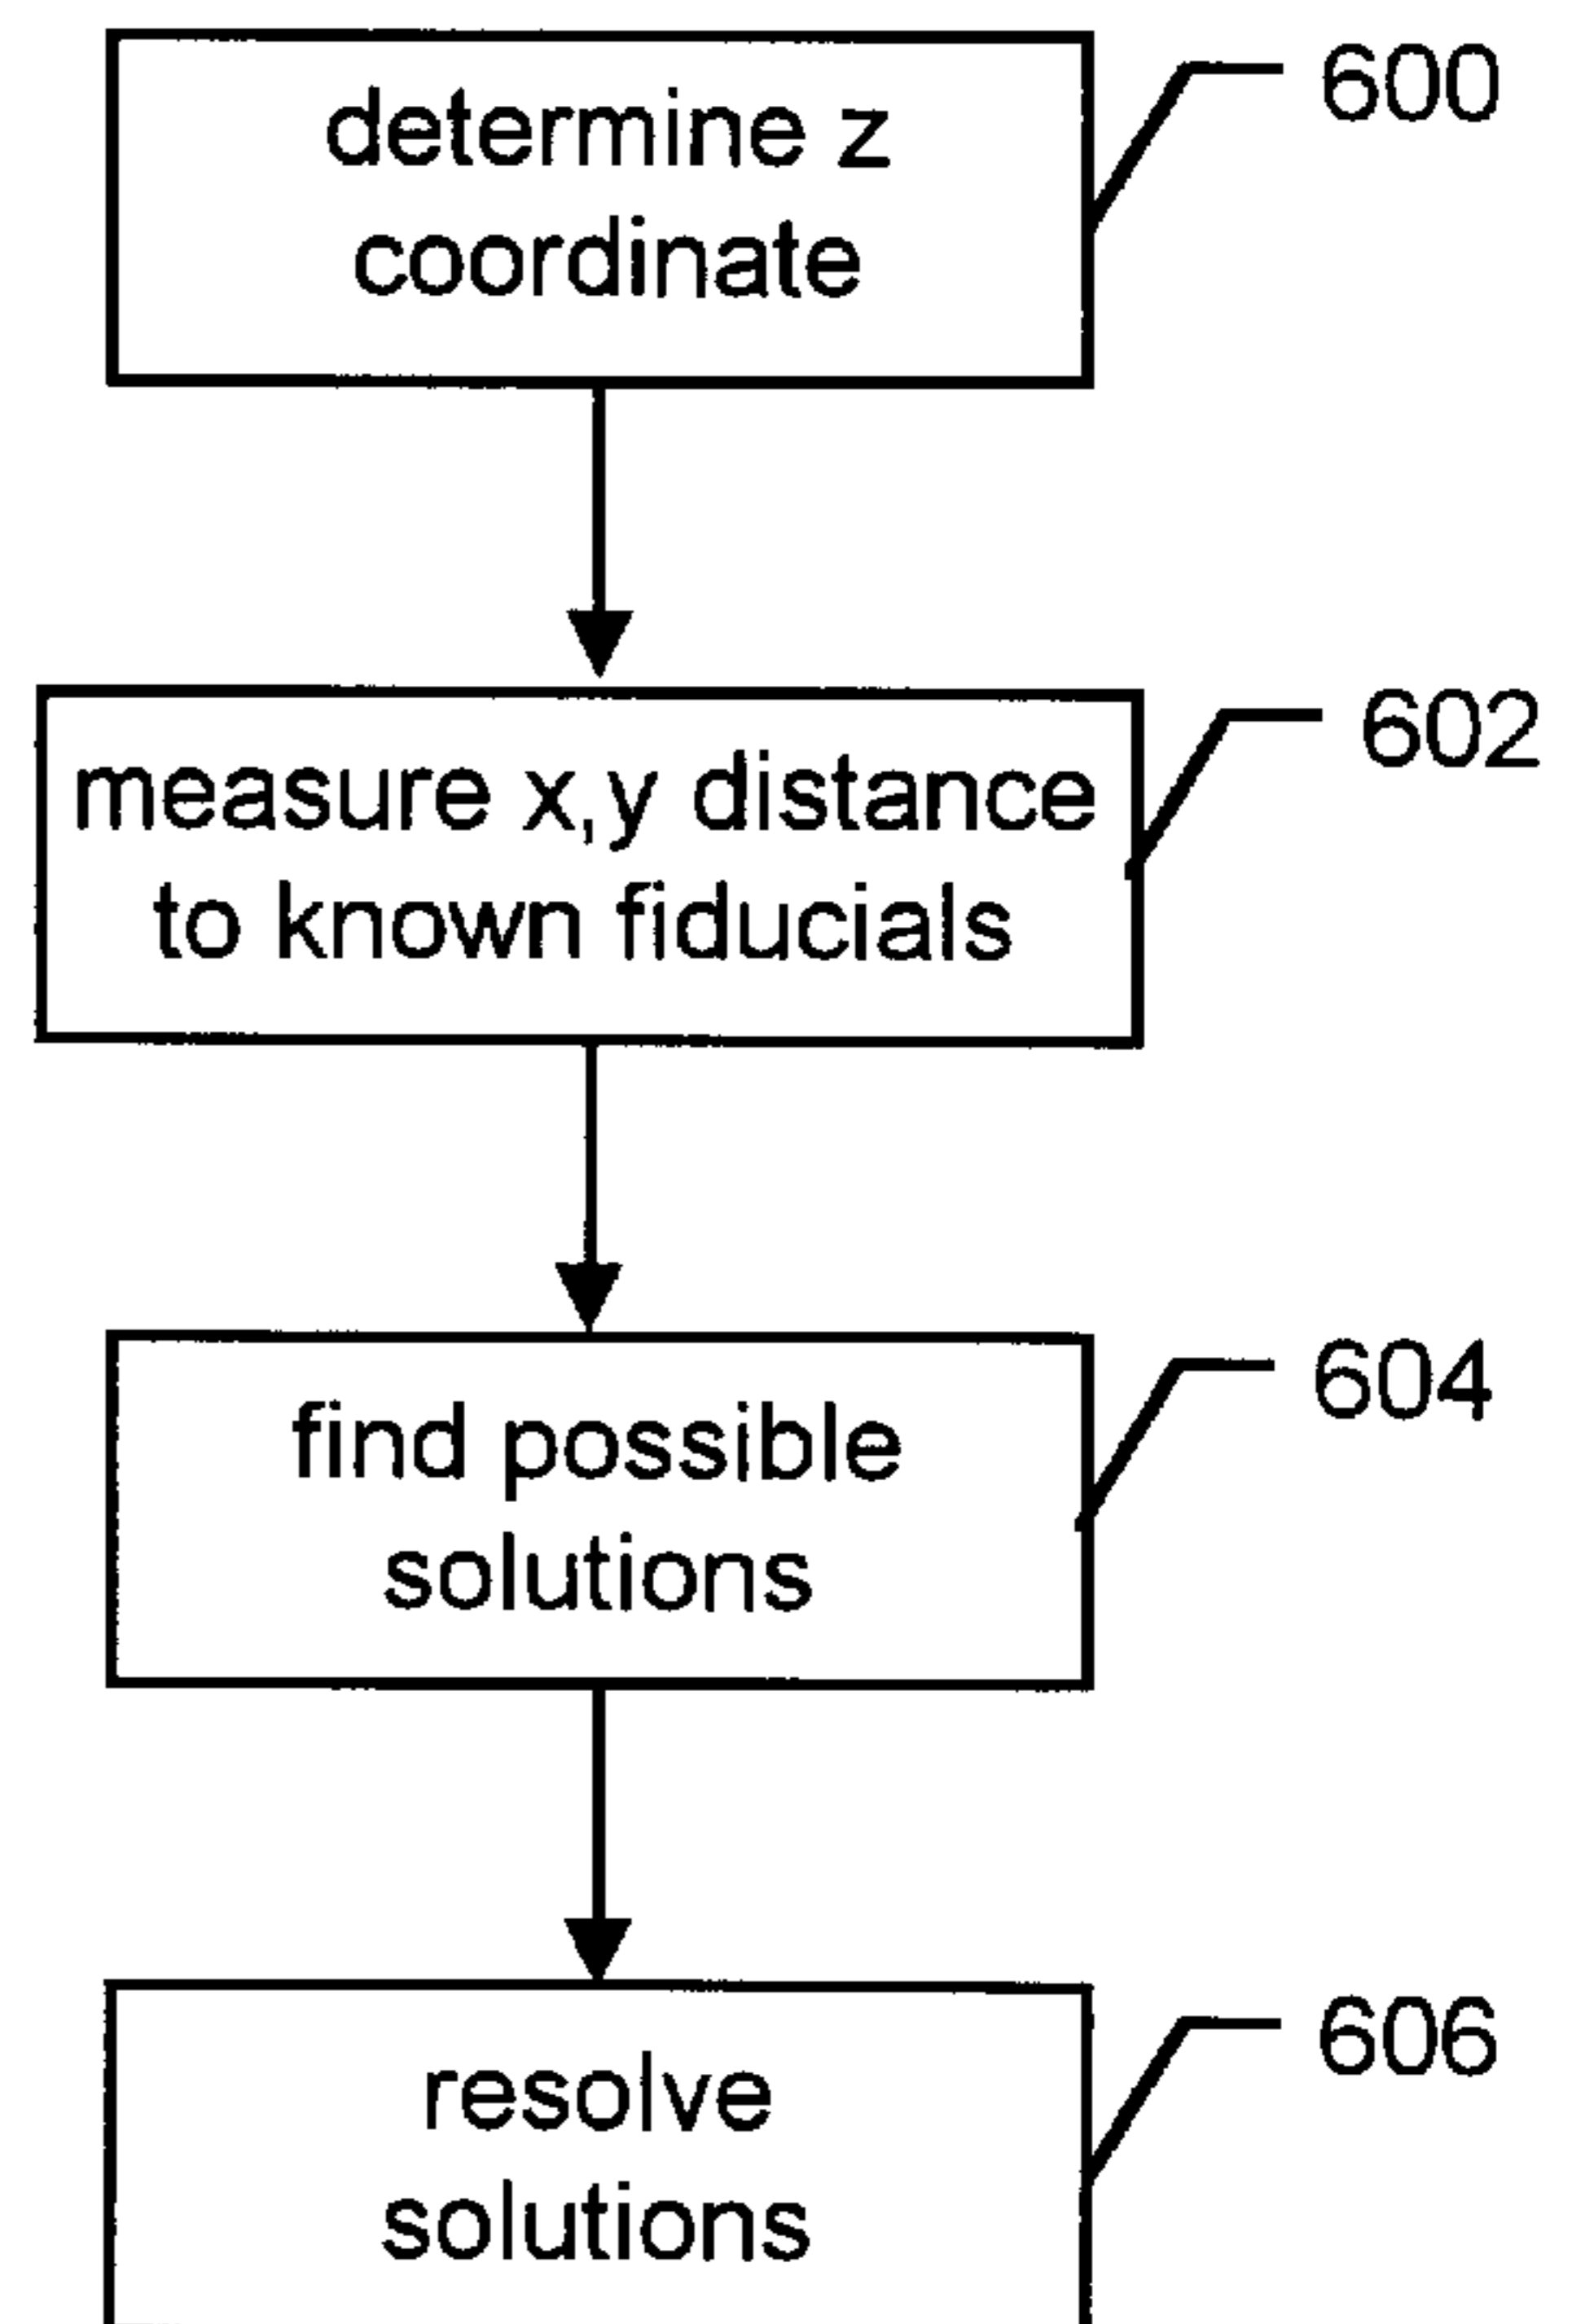 determine z
coordinate
600
measure x,y distance
to known fiducials
602
find possible
solutions
604
resolve
solutions
606